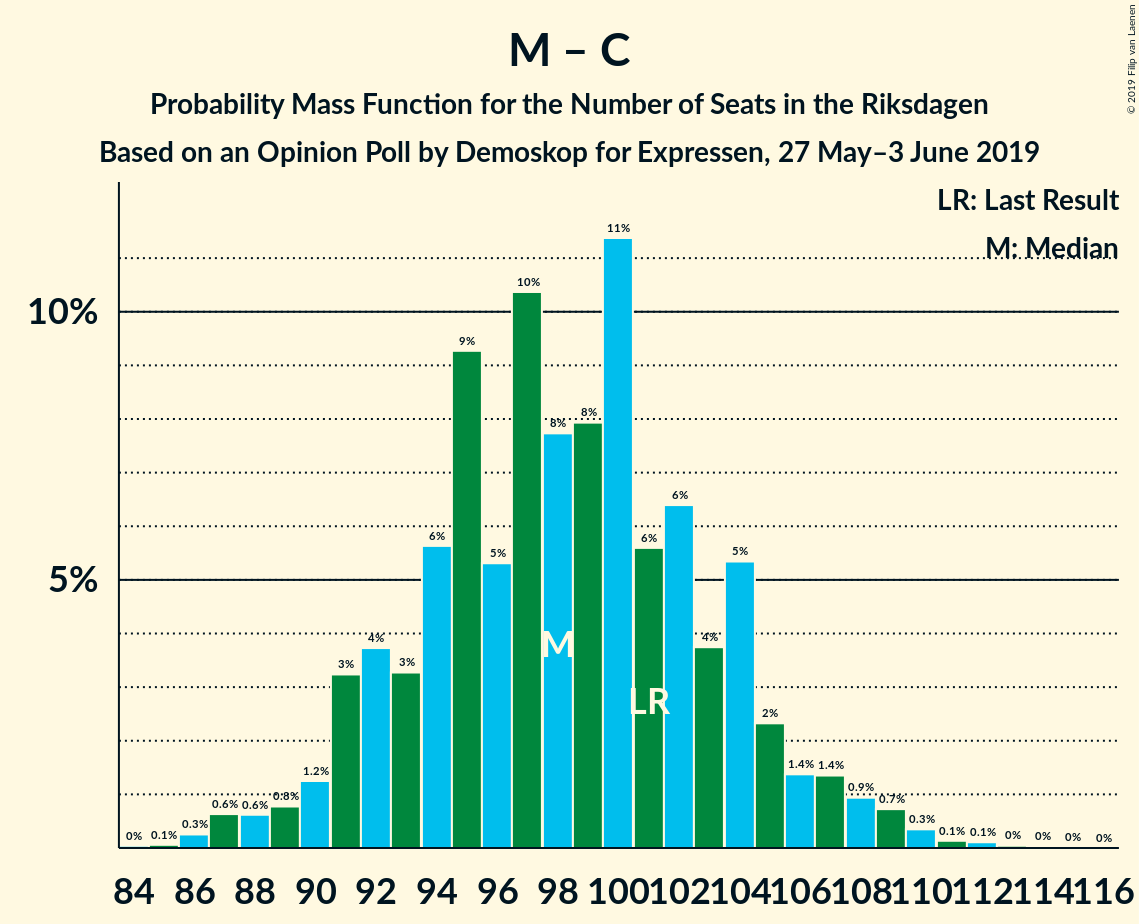 M – C
Probability Mass Function for the Number of Seats in the Riksdagen
Based on an Opinion Poll by Demoskop for Expressen, 27 May–3 June 2019
© 2019 Filip van Laenen
LR: Last Result
M: Median
10%
5%
0% 0.1% 0.3% 0.6% 0.6% 0.8% 1.2% 3% 4% 3% 6% 9% 5% 10% 8% 8% 11% 6% 6% 4% 5% 2% 1.4% 1.4% 0.9% 0.7% 0.3% 0.1% 0.1% 0% 0% 0% 0%
M
LR
84 86 88 90 92 94 96 98 100 102 104 106 108 110 112 114 116